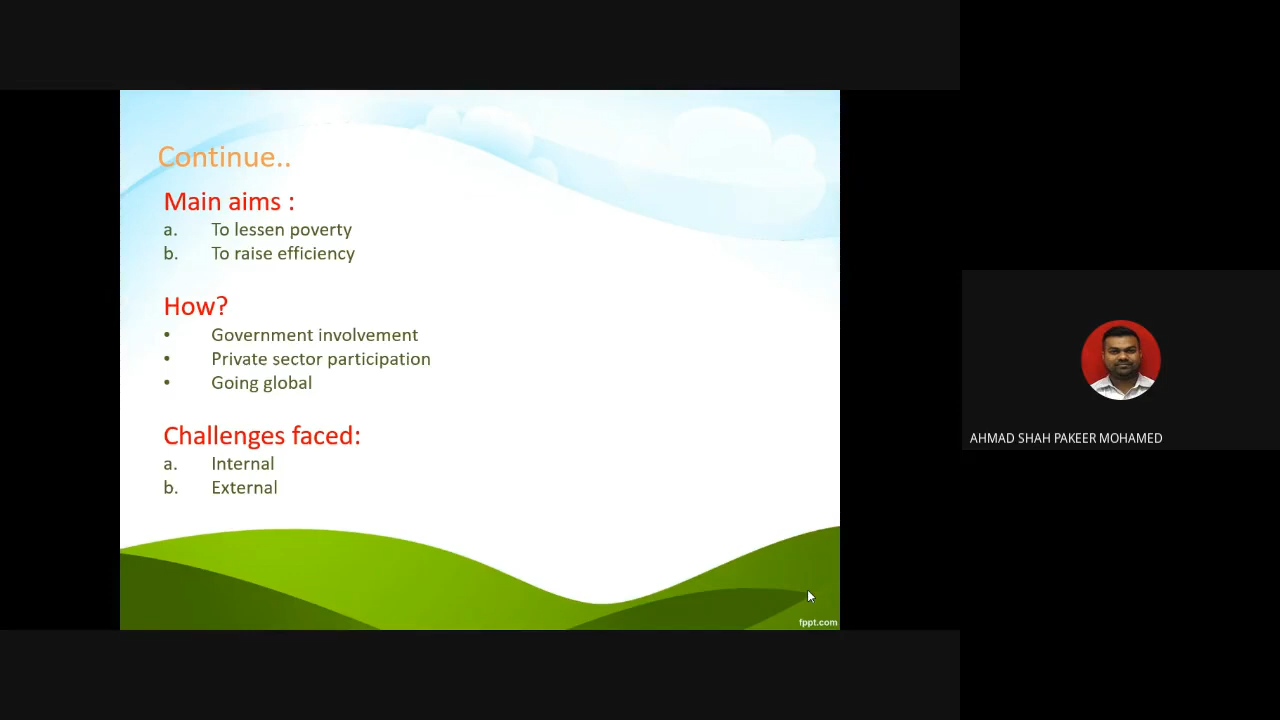 Continue..
Main aims :
a. To lessen poverty
b. To raise efficiency
How?
• Government involvement
• Private sector participation
• Going global
Challenges faced:
a. Internal
b. External
fppt.com
AHMAD SHAH PAKEER MOHAMED